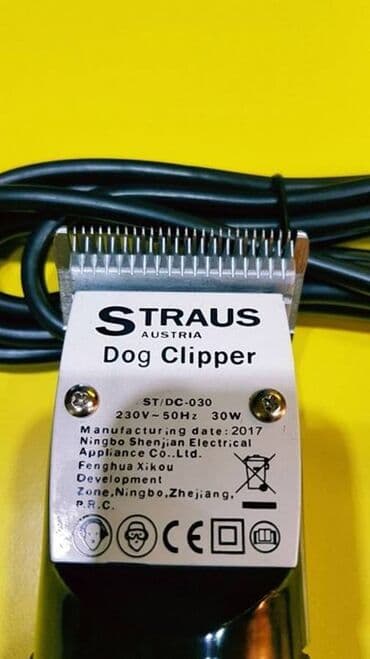 STRAUS
AUSTRIA
Dog Clipper
ST/DC-030
230V~50Hz 30W
Manufacturing date: 2017
Ningbo Shenjian Electrical
Appliance Co.,Ltd.
Fenghua Xikou
Development
Zone,Ningbo,Zhejiang,
P.R.C.
CE